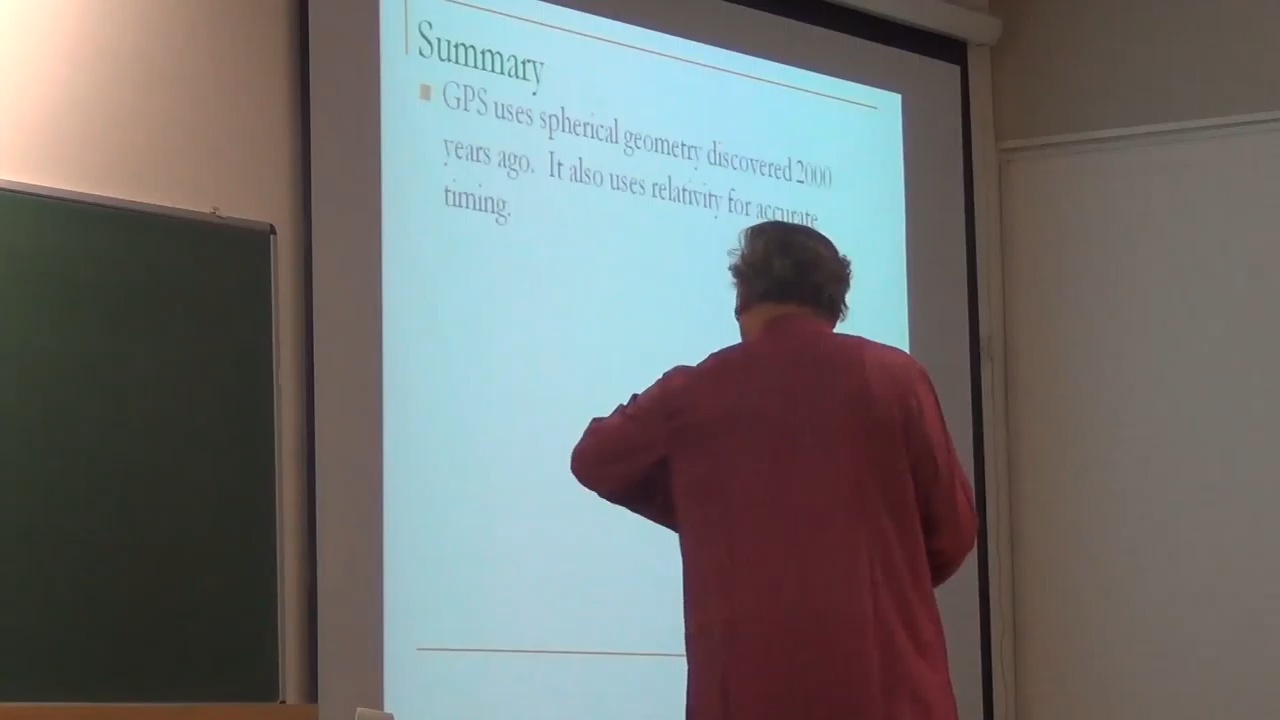 Summary
GPS uses spherical geometry discovered 2000
years ago. It also uses relativity for accurate
timing.